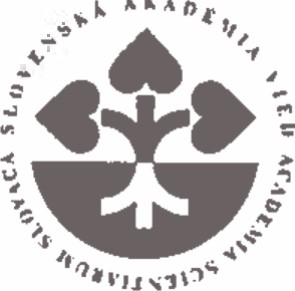 SLOVENSKÁ AKADÉMIA VIED
ACADEMIA SCIENTIARUM SLOVACA